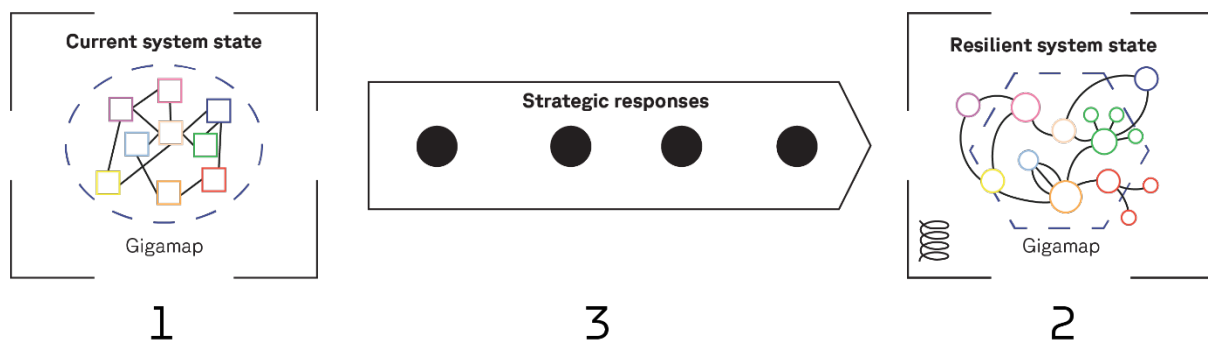 Current system state
Gigamap
1
Strategic responses
3
Resilient system state
Gigamap
2